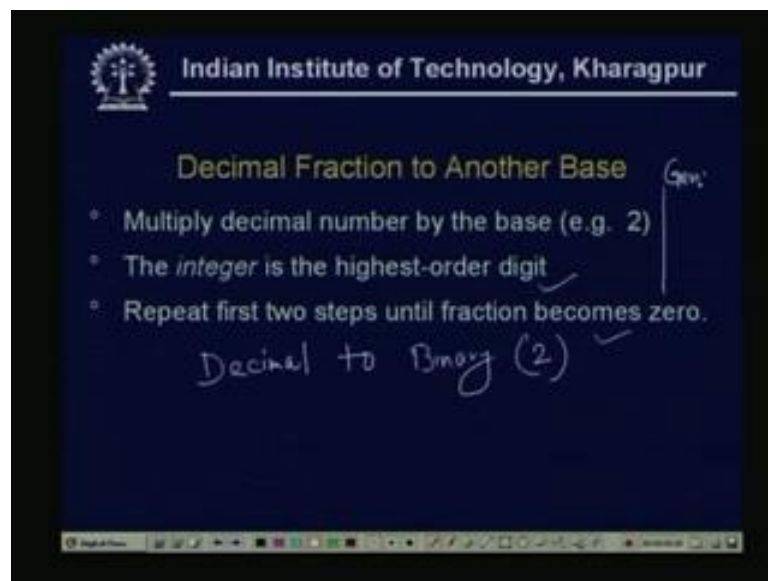 Indian Institute of Technology, Kharagpur
Decimal Fraction to Another Base
Gen.
° Multiply decimal number by the base (e.g. 2)
° The integer is the highest-order digit
° Repeat first two steps until fraction becomes zero.
Decimal to Binary (2)